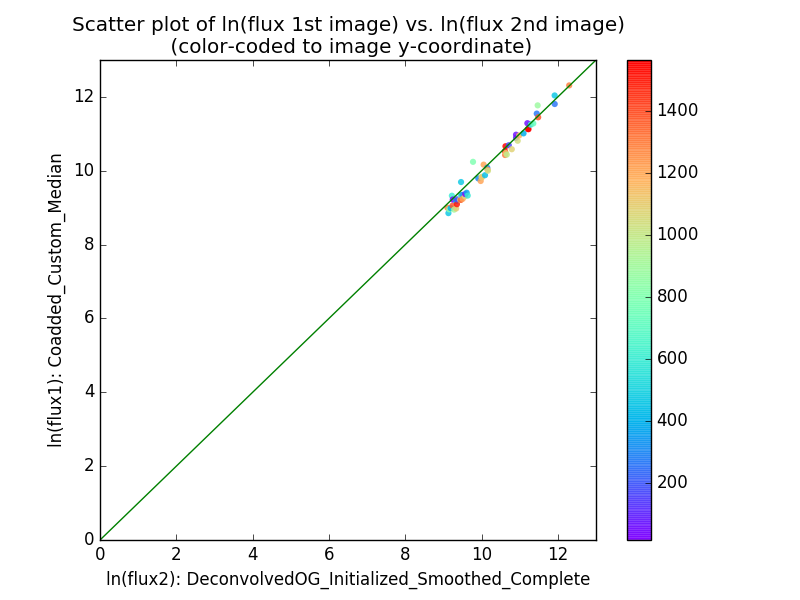 Scatter plot of ln(flux 1st image) vs. ln(flux 2nd image)
(color-coded to image y-coordinate)
ln(flux1): Coadded_Custom_Median
12
10
8
6
4
2
0
0 2 4 6 8 10 12
ln(flux2): DeconvolvedOG_Initialized_Smoothed_Complete
1400
1200
1000
800
600
400
200